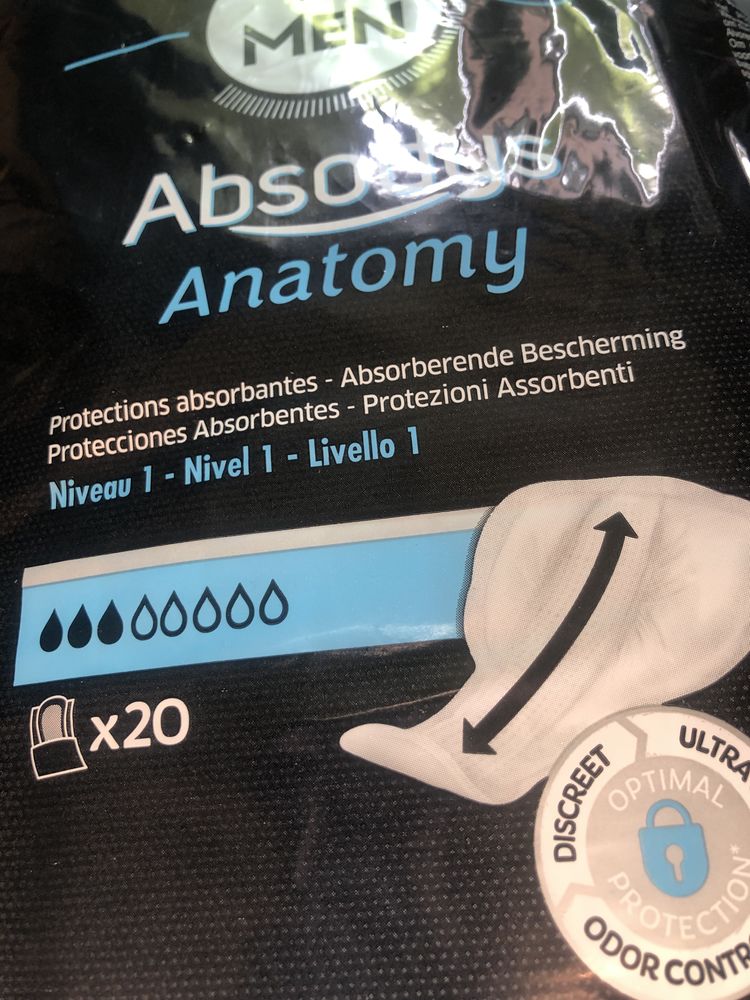 MEN
Absodys
Anatomy
Protections absorbantes - Absorberende Bescherming
Protecciones Absorbentes - Protezioni Assorbenti
Niveau 1 - Nivel 1 - Livello 1
x20
DISCREET
ULTRA
OPTIMAL
PROTECTION*
ODOR CONTR